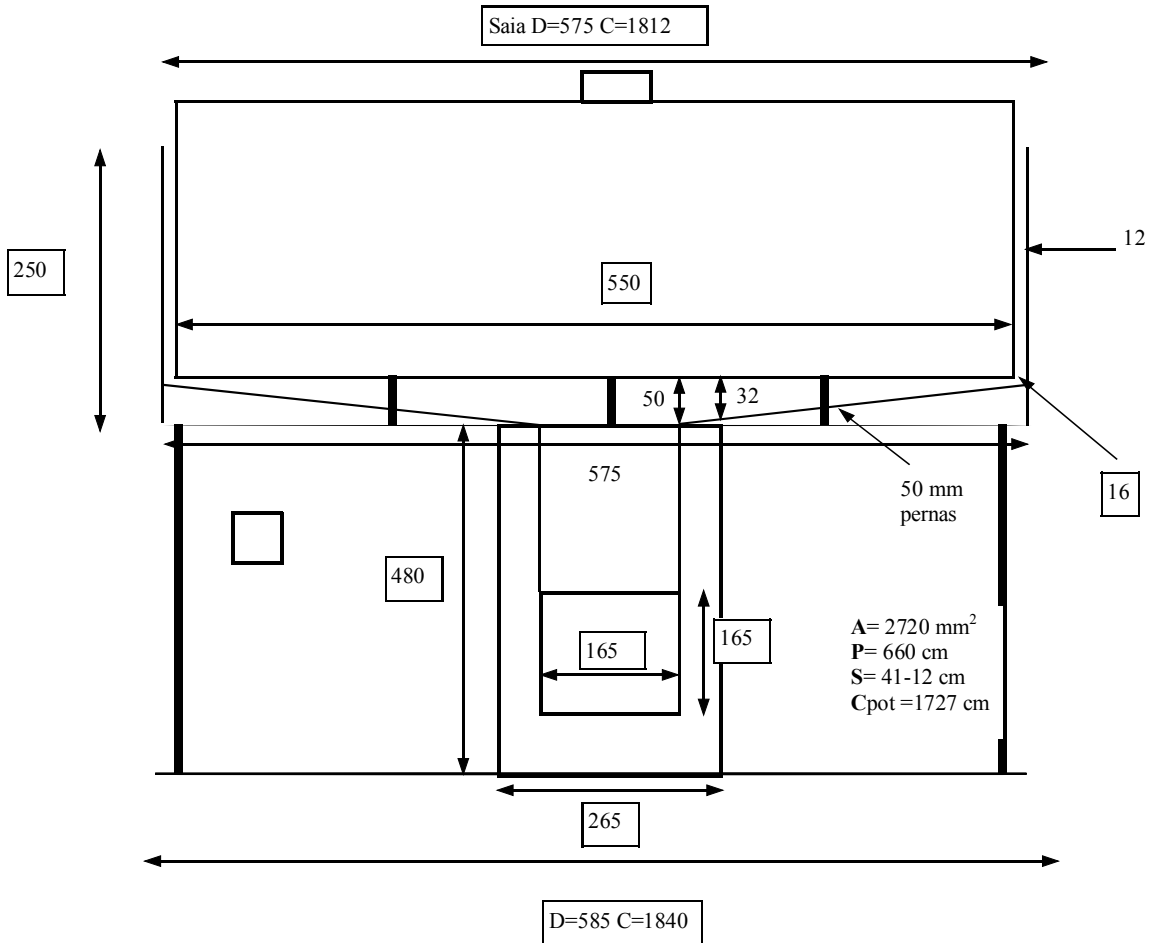 Saia D=575 C=1812
12
250
550
50
32
575
50 mm
pernas
16
480
165
165
A= 2720 mm²
P= 660 cm
S= 41-12 cm
Cpot =1727 cm
265
D=585 C=1840